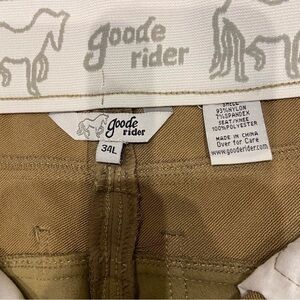 goode
rider
goode
rider
34L
93%NYLON
7%SPANDEX
SEAT/KNEE
100%POLYESTER
MADE IN CHINA
Over for Care
www.gooderider.com